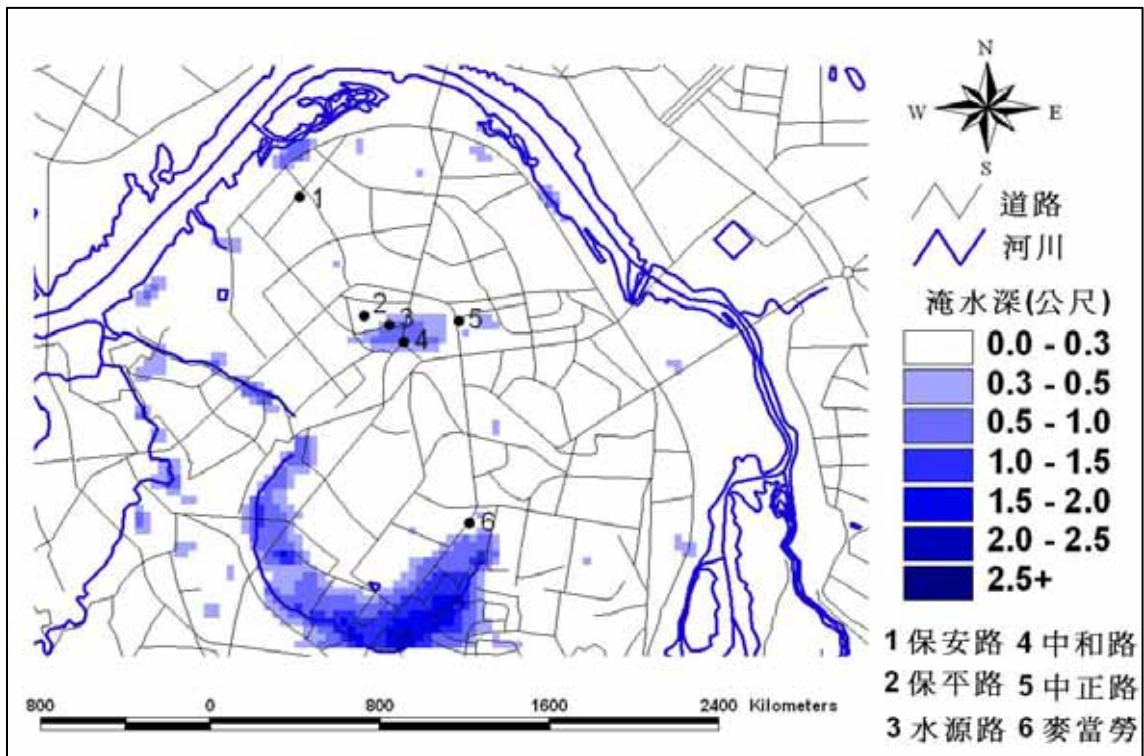 N
W E
S
道路
河川
淹水深(公尺)
0.0 - 0.3
0.3 - 0.5
0.5 - 1.0
1.0 - 1.5
1.5 - 2.0
2.0 - 2.5
2.5+
1 保安路 4 中和路
2 保平路 5 中正路
3 水源路 6 麥當勞
1
2
3
4
5
6
800 0 800 1600 2400 Kilometers